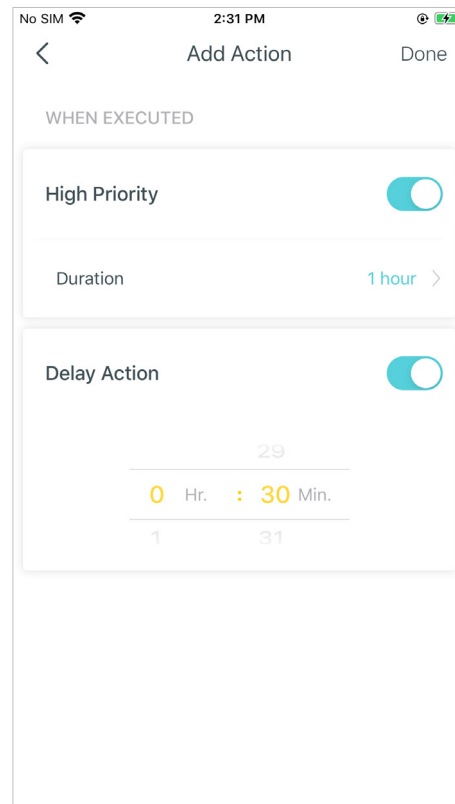 No SIM 2:31 PM
Add Action Done
WHEN EXECUTED
High Priority
Duration 1 hour
Delay Action
29
0 Hr. : 30 Min.
1 31